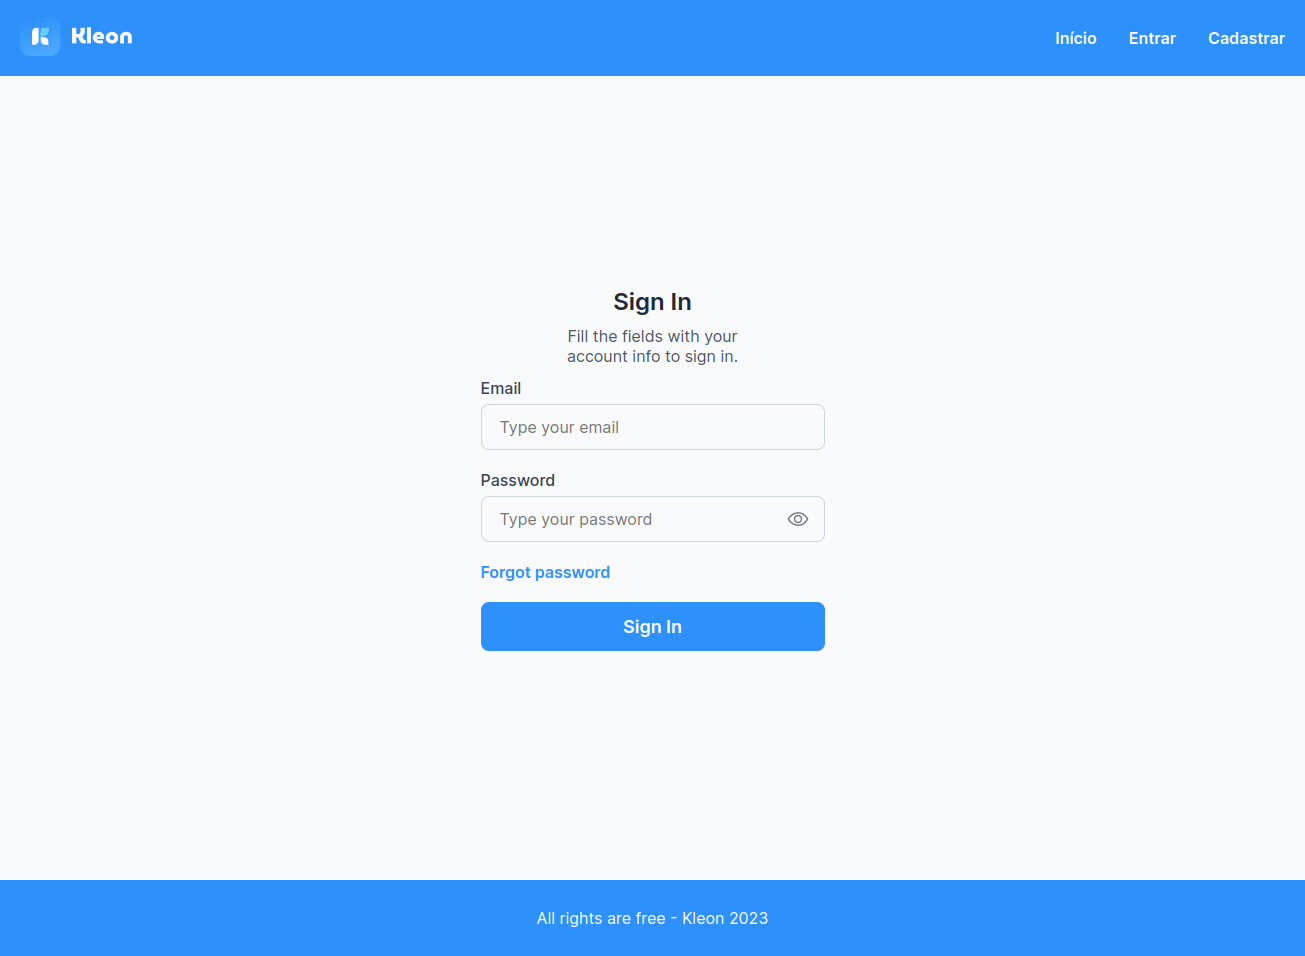 Kleon
Início
Entrar
Cadastrar
Sign In
Fill the fields with your
account info to sign in.
Email
Type your email
Password
Type your password
Forgot password
Sign In
All rights are free - Kleon 2023